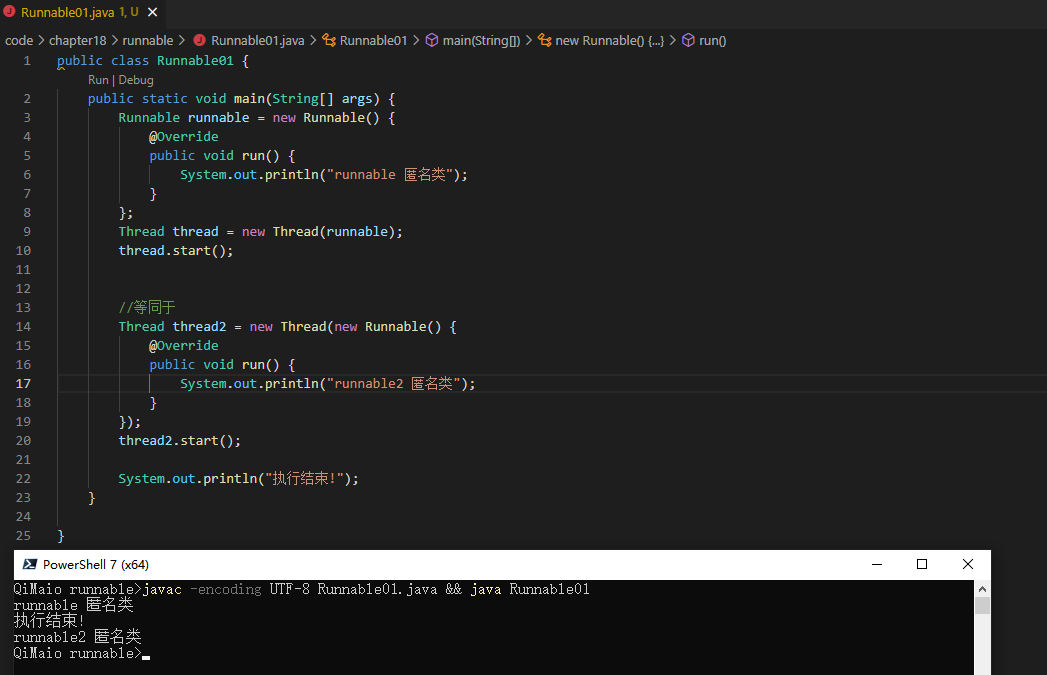 Runnable01.java 1, U
code > chapter18 > runnable > Runnable01.java > Runnable01 > main(String[]) > new Runnable() {...} > run()
1 public class Runnable01 {
Run | Debug
2 public static void main(String[] args) {
3 Runnable runnable = new Runnable() {
4 @Override
5 public void run() {
6 System.out.println("runnable 匿名类");
7 }
8 };
9 Thread thread = new Thread(runnable);
10 thread.start();
11
12
13 //等同于
14 Thread thread2 = new Thread(new Runnable() {
15 @Override
16 public void run() {
17 System.out.println("runnable2 匿名类");
18 }
19 });
20 thread2.start();
21
22 System.out.println("执行结束!");
23 }
24
25 }
PowerShell 7 (x64)
QiMaio runnable>javac -encoding UTF-8 Runnable01.java && java Runnable01
runnable 匿名类
执行结束!
runnable2 匿名类
QiMaio runnable>